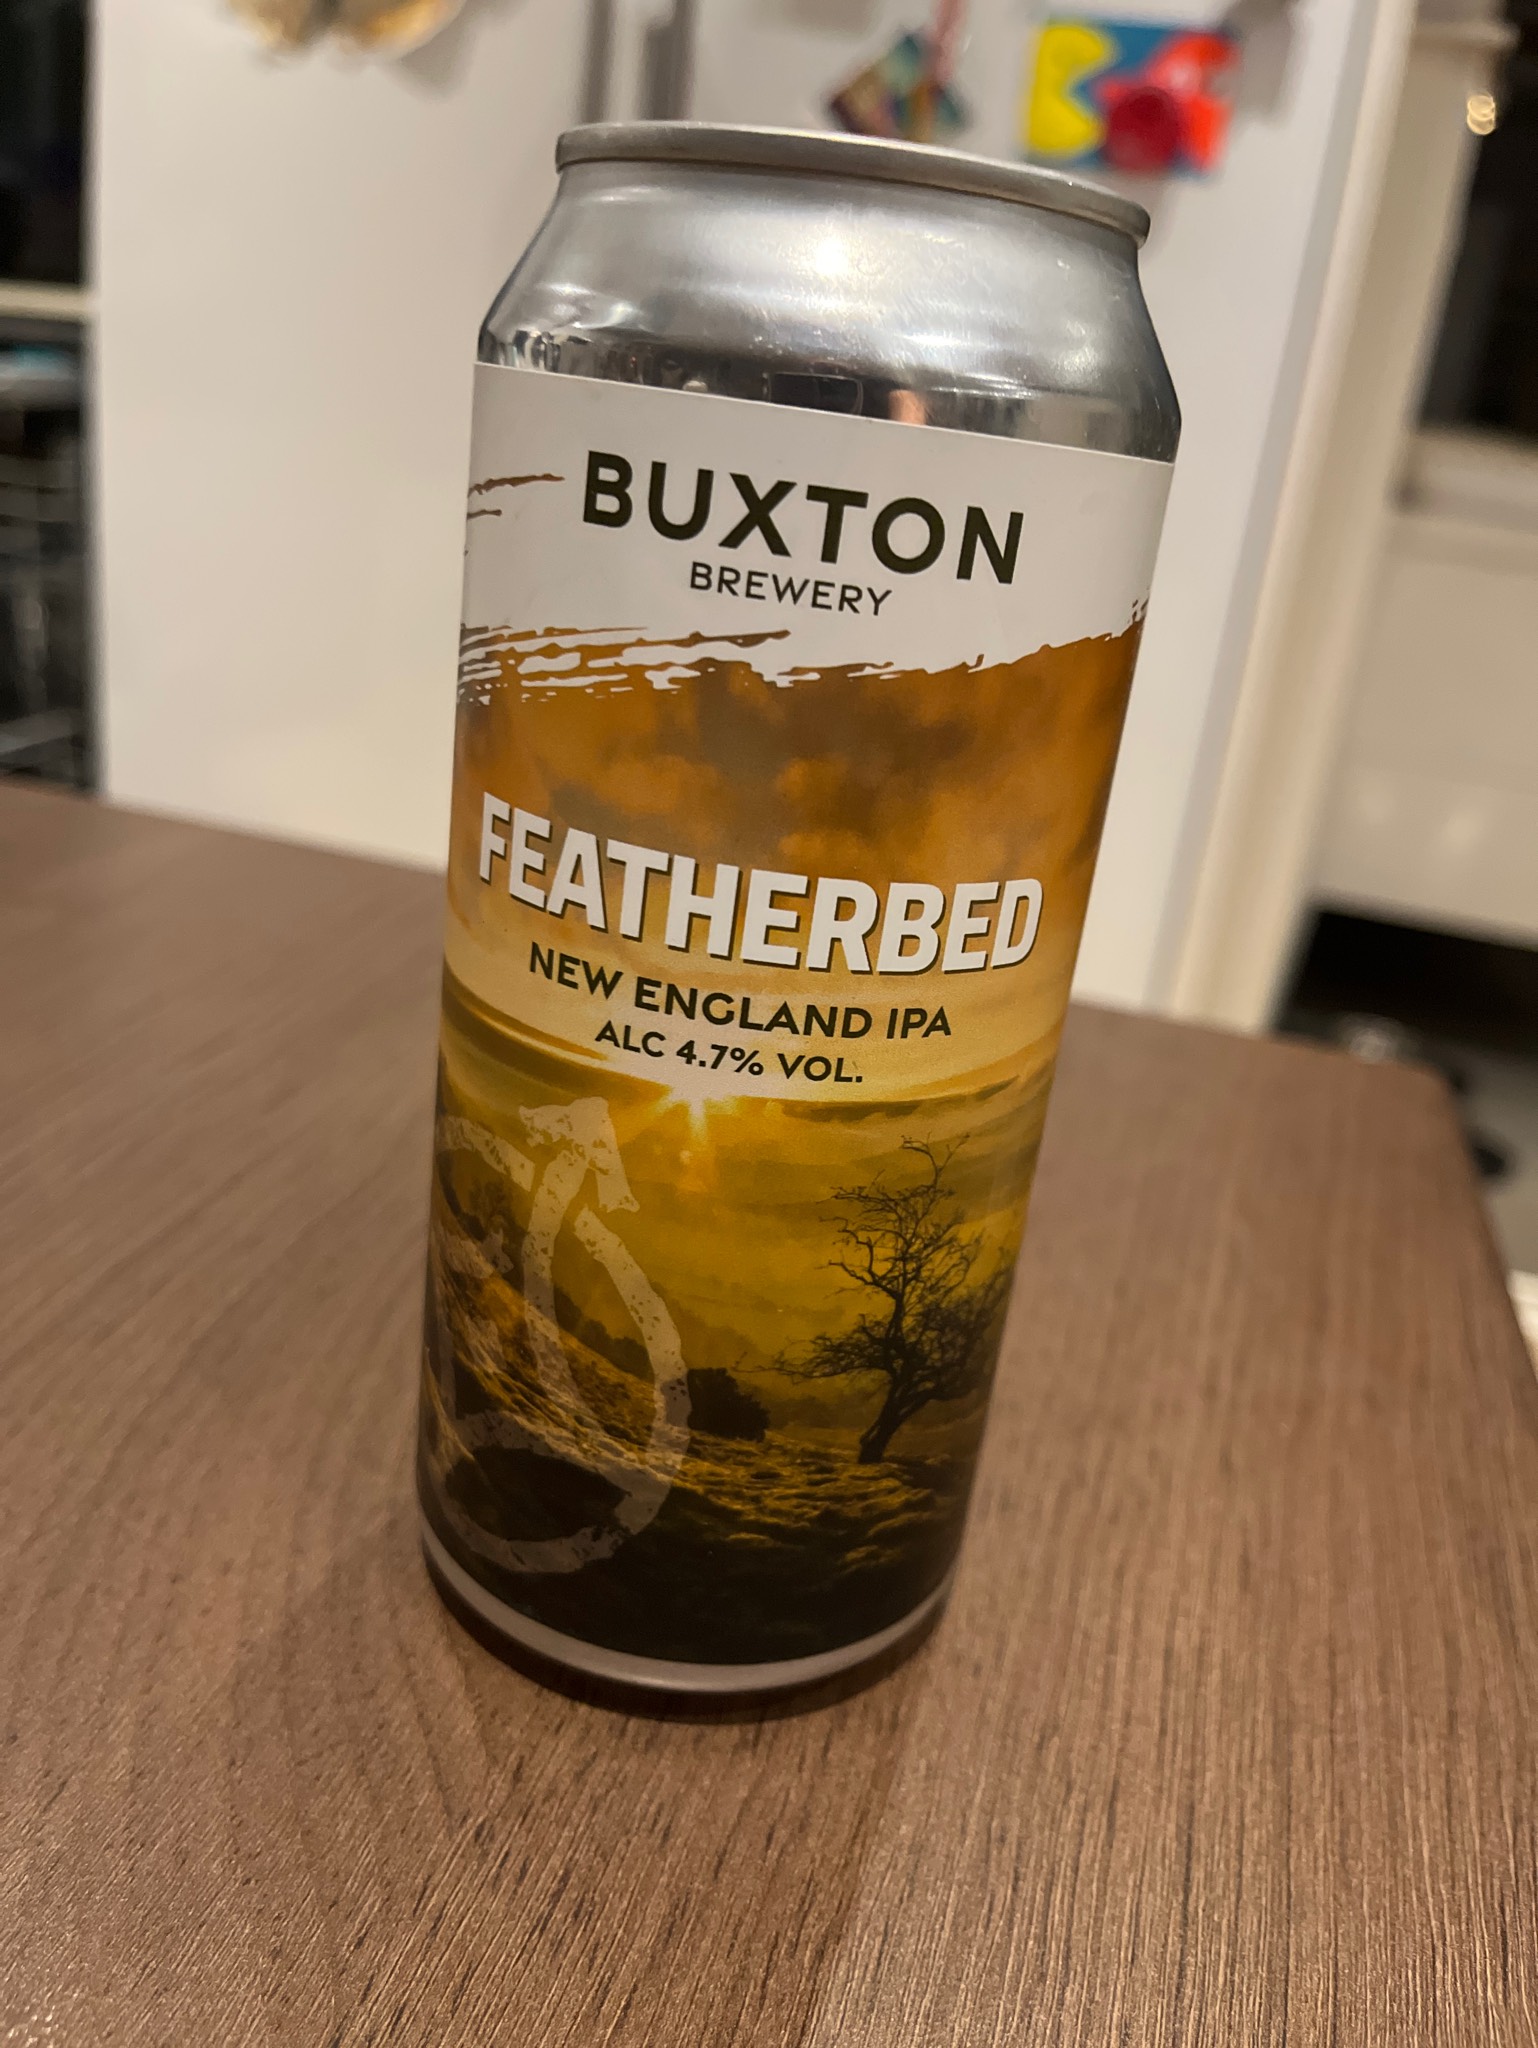 BUXTON
BREWERY
FEATHERBED
NEW ENGLAND IPA
ALC 4.7% VOL.